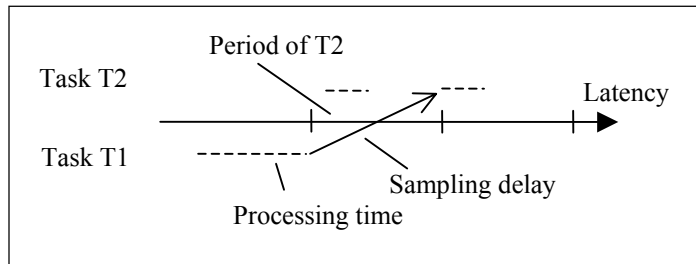 Period of T2
Task T2
Latency
Task T1
Sampling delay
Processing time